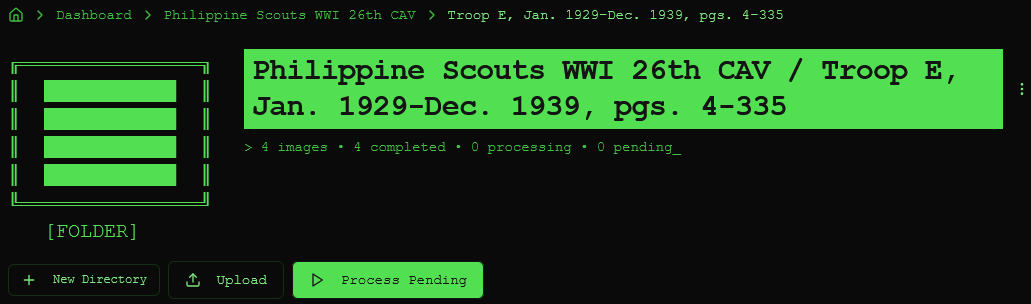 Dashboard > Philippine Scouts WWI 26th CAV > Troop E, Jan. 1929-Dec. 1939, pgs. 4-335
Philippine Scouts WWI 26th CAV / Troop E,
Jan. 1929-Dec. 1939, pgs. 4-335
> 4 images • 4 completed • 0 processing • 0 pending_
[FOLDER]
+ New Directory Upload Process Pending